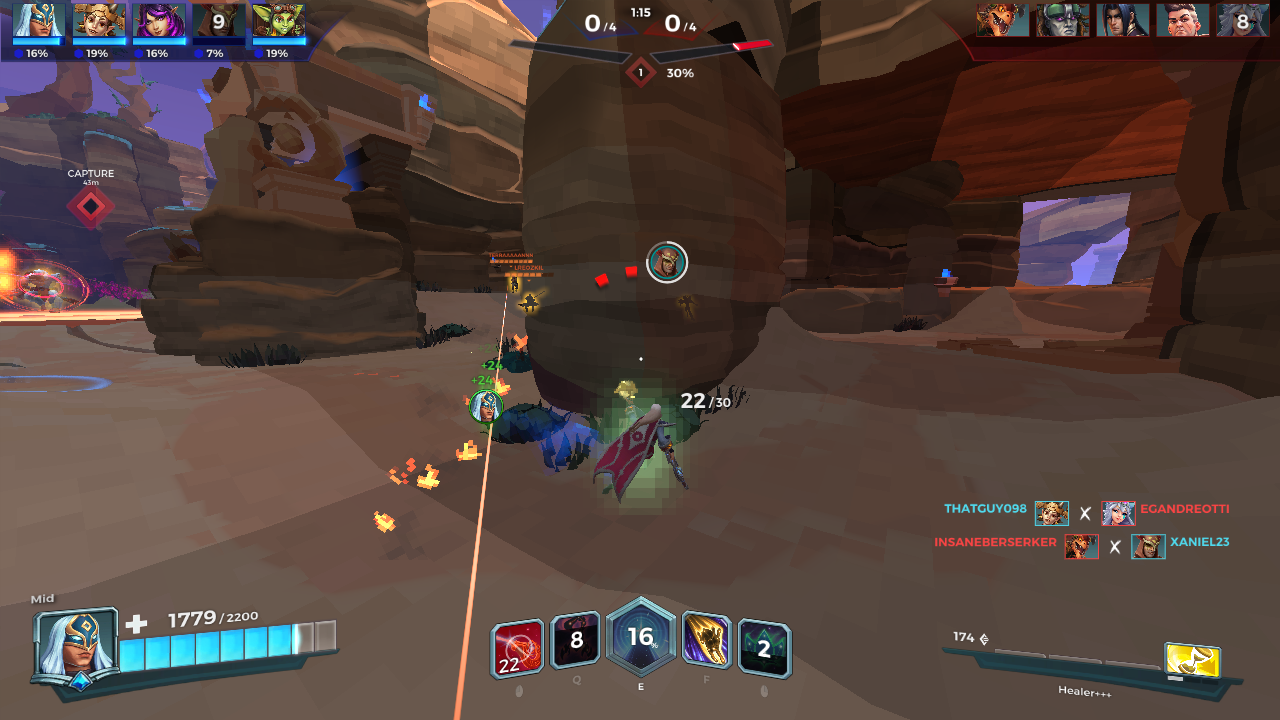 9
16% 19% 16% 7% 19%
0/4 1:15 0/4
1 30%
8
CAPTURE
43m
+24
+24
22/30
THATGUY098 X EGANDREOTTI
INSANEBERSERKER X XANIEL23
Mid
1779/2200
22
8
Q
16%
E
F
2
174
Healer+++